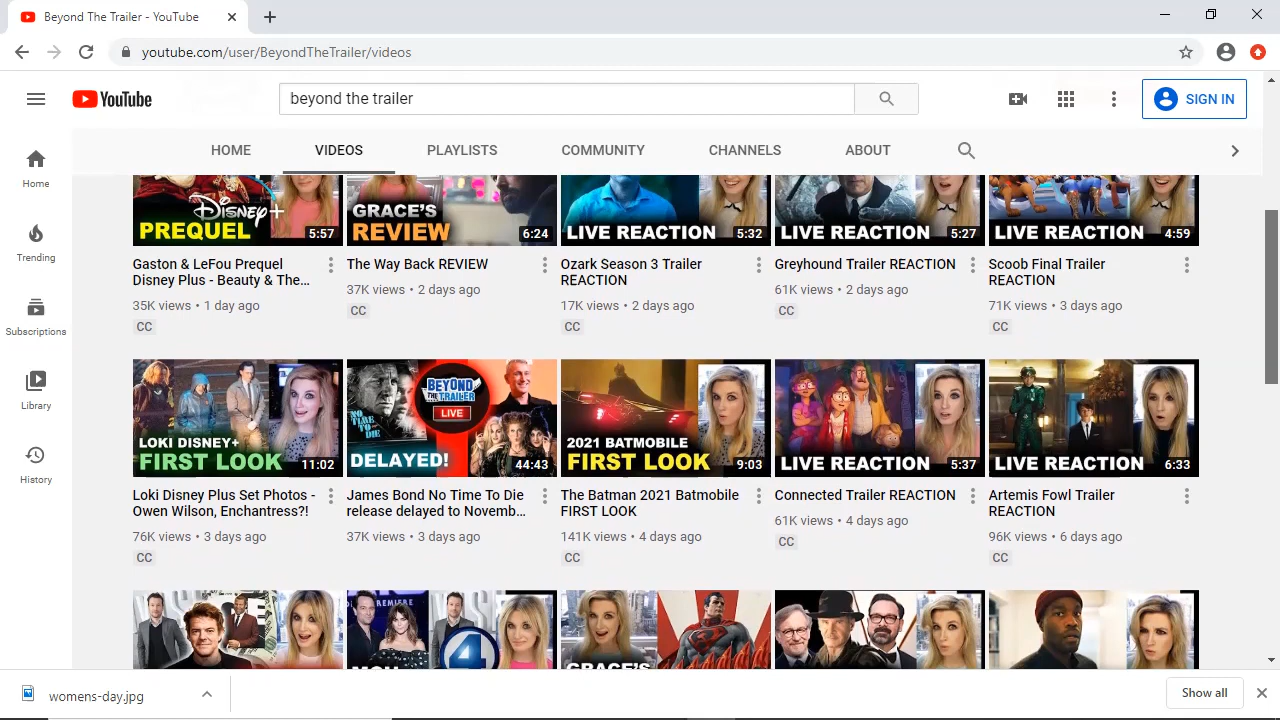 Beyond The Trailer - YouTube
youtube.com/user/BeyondTheTrailer/videos
YouTube
beyond the trailer
SIGN IN
HOME
VIDEOS
PLAYLISTS
COMMUNITY
CHANNELS
ABOUT
Home
Trending
Subscriptions
Library
History
Disney+
PREQUEL
5:57
GRACE'S
REVIEW
6:24
LIVE REACTION
5:32
LIVE REACTION
5:27
LIVE REACTION
4:59
Gaston & LeFou Prequel
Disney Plus - Beauty & The...
35K views • 1 day ago
CC
The Way Back REVIEW
37K views • 2 days ago
CC
Ozark Season 3 Trailer
REACTION
17K views • 2 days ago
CC
Greyhound Trailer REACTION
61K views • 2 days ago
CC
Scoob Final Trailer
REACTION
71K views • 3 days ago
CC
LOKI DISNEY+
FIRST LOOK
11:02
NO
TIME
TO DIE
BEYOND
THE TRAILER
LIVE
DELAYED!
44:43
2021 BATMOBILE
FIRST LOOK
9:03
LIVE REACTION
5:37
LIVE REACTION
6:33
Loki Disney Plus Set Photos -
Owen Wilson, Enchantress?!
76K views • 3 days ago
CC
James Bond No Time To Die
release delayed to Novemb...
37K views • 3 days ago
The Batman 2021 Batmobile
FIRST LOOK
141K views • 4 days ago
CC
Connected Trailer REACTION
61K views • 4 days ago
CC
Artemis Fowl Trailer
REACTION
96K views • 6 days ago
CC
PREMIERE
4
GRACE'S
womens-day.jpg
Show all